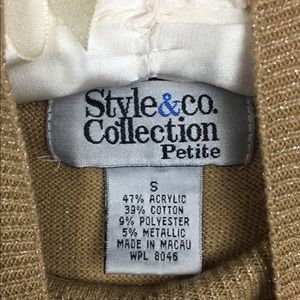 Style&co.
Collection
Petite
S
47% ACRYLIC
39% COTTON
9% POLYESTER
5% METALLIC
MADE IN MACAU
WPL 8046